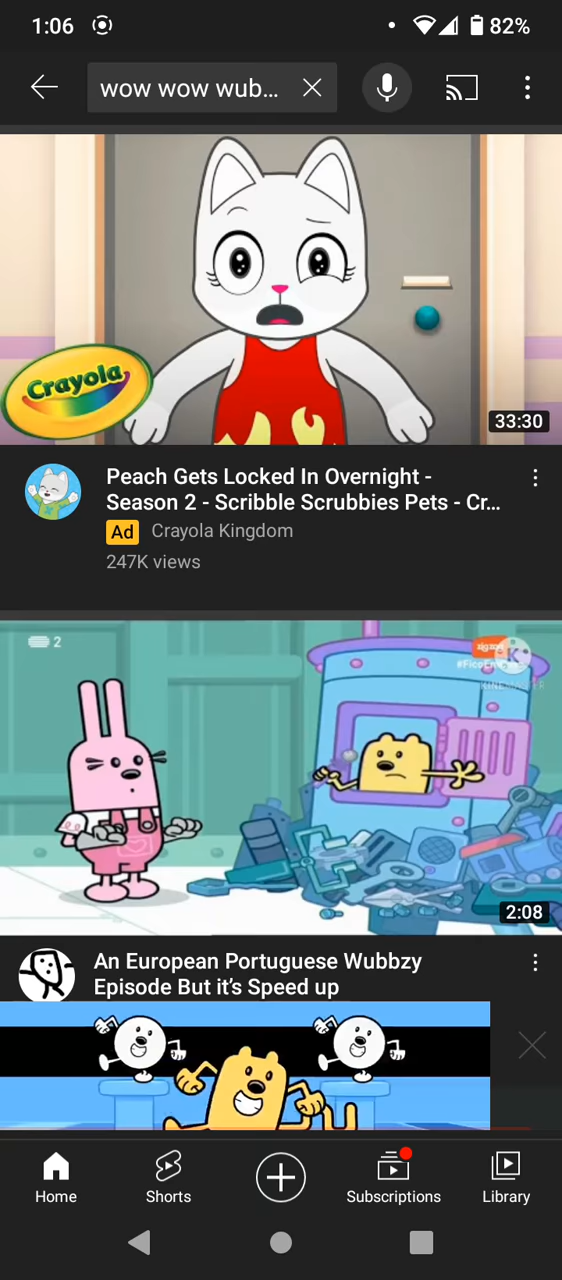 1:06
82%
wow wow wub...
Crayola
33:30
Peach Gets Locked In Overnight -
Season 2 - Scribble Scrubbies Pets - Cr...
Ad Crayola Kingdom
247K views
2
zigzag
K
2:08
An European Portuguese Wubbzy
Episode But it's Speed up
Home
Shorts
Subscriptions
Library